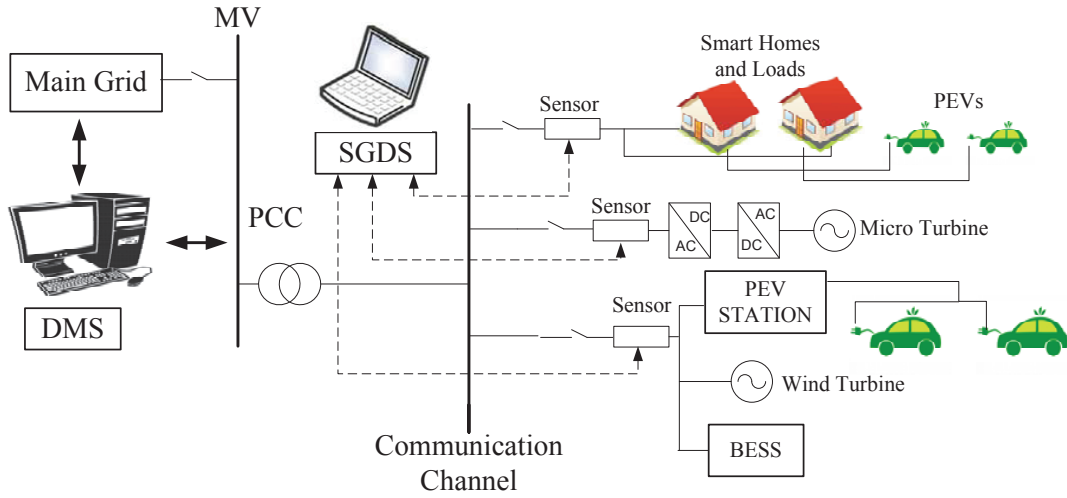 MV
Main Grid
DMS
PCC
SGDS
Communication
Channel
Smart Homes
and Loads
Sensor
PEVs
Sensor
DC
AC
AC
DC
Micro Turbine
Sensor
PEV
STATION
Wind Turbine
BESS